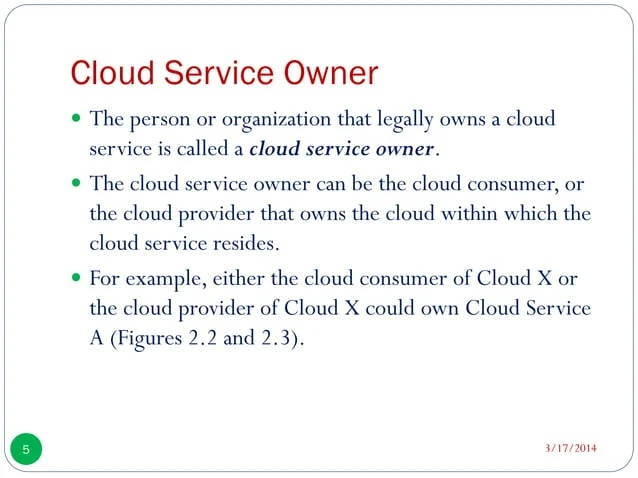 Cloud Service Owner
The person or organization that legally owns a cloud
service is called a cloud service owner.
The cloud service owner can be the cloud consumer, or
the cloud provider that owns the cloud within which the
cloud service resides.
For example, either the cloud consumer of Cloud X or
the cloud provider of Cloud X could own Cloud Service
A (Figures 2.2 and 2.3).
5
3/17/2014